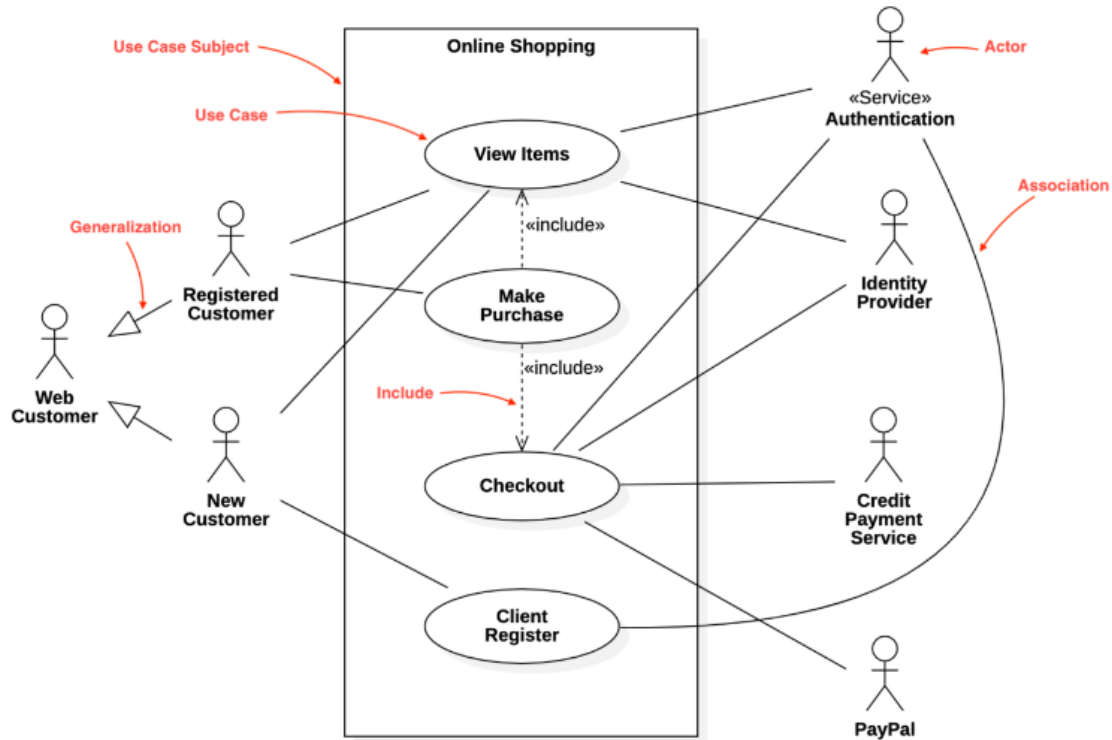 Online Shopping
Use Case Subject
Actor
«Service»
Authentication
Use Case
View Items
Association
Generalization
«include»
Registered
Customer
Make
Purchase
Identity
Provider
Web
Customer
«include»
Include
New
Customer
Checkout
Credit
Payment
Service
Client
Register
PayPal